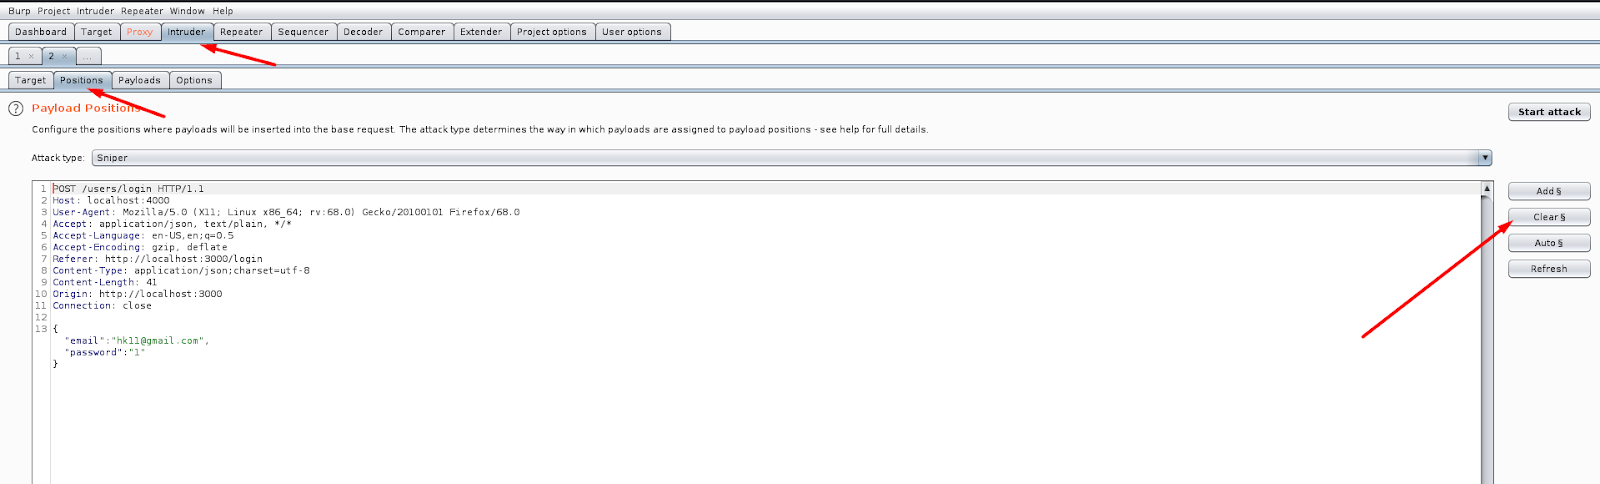 Burp Project Intruder Repeater Window Help
Dashboard Target Proxy Intruder Repeater Sequencer Decoder Comparer Extender Project options User options
1 × 2 × ...
Target Positions Payloads Options
? Payload Positions
Start attack
Configure the positions where payloads will be inserted into the base request. The attack type determines the way in which payloads are assigned to payload positions - see help for full details.
Attack type: Sniper
1 POST /users/login HTTP/1.1
2 Host: localhost:4000
3 User-Agent: Mozilla/5.0 (X11; Linux x86_64; rv:68.0) Gecko/20100101 Firefox/68.0
4 Accept: application/json, text/plain, */*
5 Accept-Language: en-US,en;q=0.5
6 Accept-Encoding: gzip, deflate
7 Referer: http://localhost:3000/login
8 Content-Type: application/json;charset=utf-8
9 Content-Length: 41
10 Origin: http://localhost:3000
11 Connection: close
12
13 {
"email":"hk11@gmail.com",
"password":"1"
}
Add §
Clear §
Auto §
Refresh